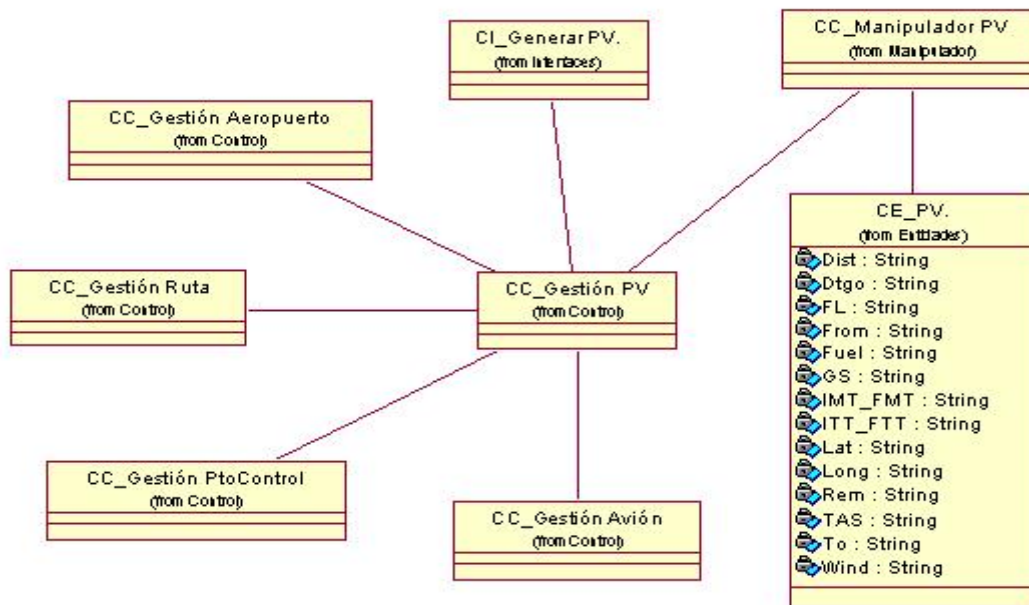 CI_Generar PV.
(from Interfaces)
CC_Manipulador PV
(from Manipulador)
CC_Gestión Aeropuerto
(from Control)
CE_PV.
(from Entidades)
Dist : String
Dtgo : String
FL : String
From : String
Fuel : String
GS : String
IMT_FMT : String
ITT_FTT : String
Lat : String
Long : String
Rem : String
TAS : String
To : String
Wind : String
CC_Gestión Ruta
(from Control)
CC_Gestión PV
(from Control)
CC_Gestión PtoControl
(from Control)
CC_Gestión Avión
(from Control)